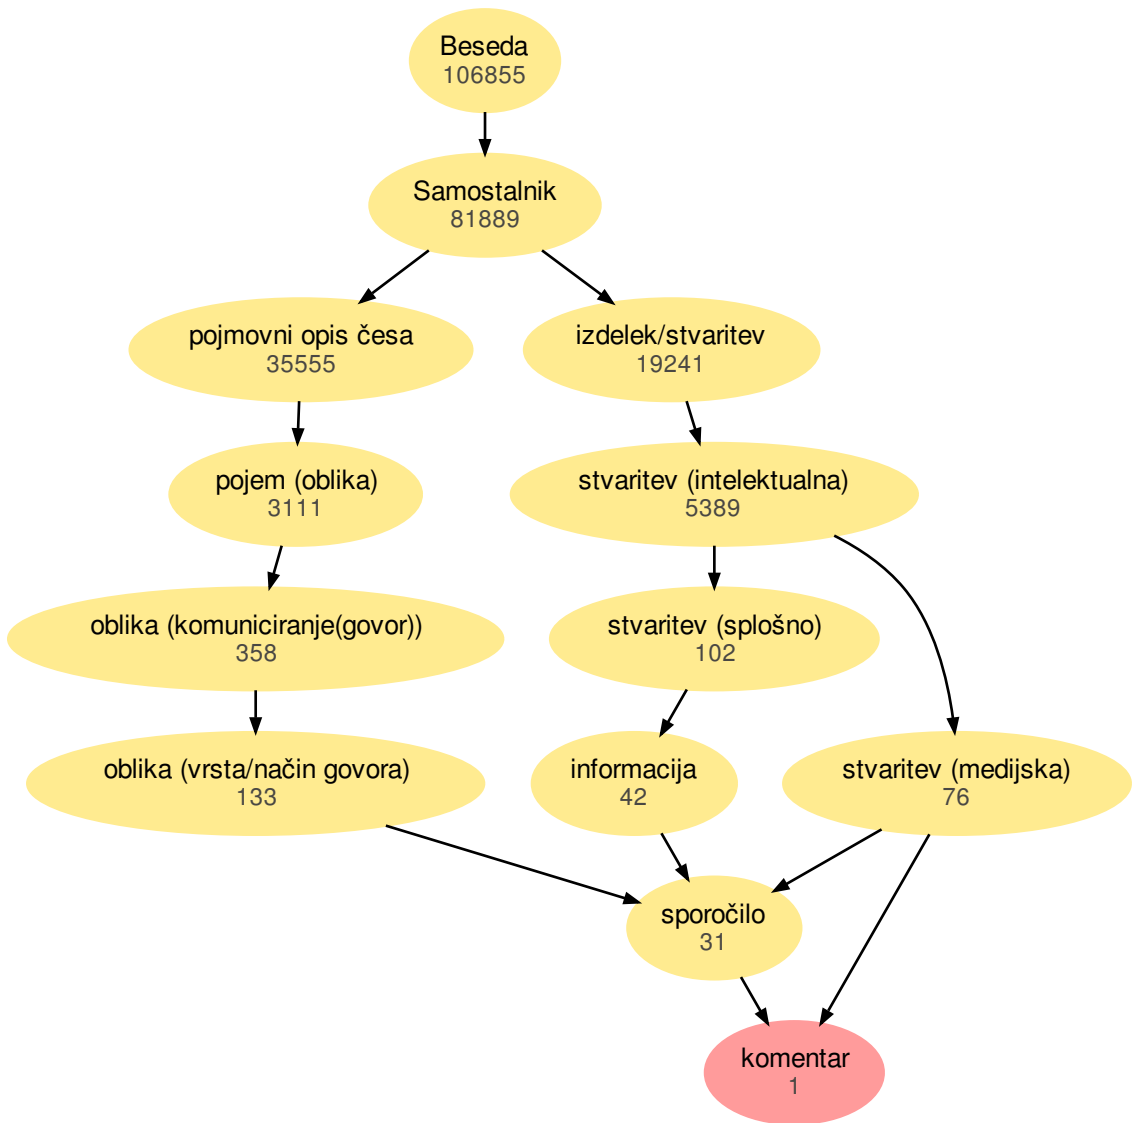 Beseda
106855
Samostalnik
81889
pojmovni opis česa
35555
izdelek/stvaritev
19241
pojem (oblika)
3111
stvaritev (intelektualna)
5389
oblika (komuniciranje(govor))
358
stvaritev (splošno)
102
oblika (vrsta/način govora)
133
informacija
42
stvaritev (medijska)
76
sporočilo
31
komentar
1